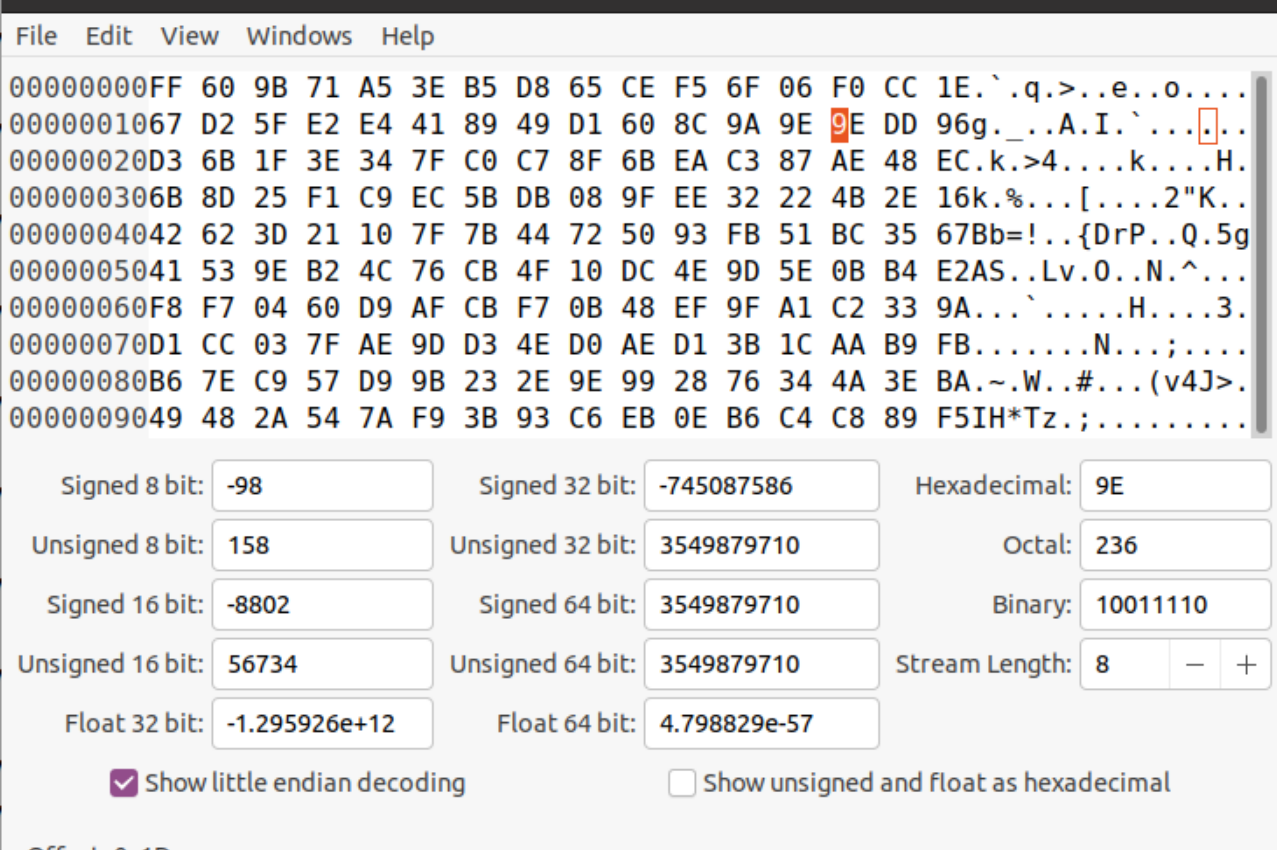 File Edit View Windows Help
00000000FF 60 9B 71 A5 3E B5 D8 65 CE F5 6F 06 F0 CC 1E.`.q.>..e..o....
0000001067 D2 5F E2 E4 41 89 49 D1 60 8C 9A 9E 9E DD 96g._..A.I.`......
00000020D3 6B 1F 3E 34 7F C0 C7 8F 6B EA C3 87 AE 48 EC.k.>4....k....H.
000000306B 8D 25 F1 C9 EC 5B DB 08 9F EE 32 22 4B 2E 16k.%...[....2"K..
0000004042 62 3D 21 10 7F 7B 44 72 50 93 FB 51 BC 35 67Bb=!..{DrP..Q.5g
0000005041 53 9E B2 4C 76 CB 4F 10 DC 4E 9D 5E 0B B4 E2AS..Lv.O..N.^...
00000060F8 F7 04 60 D9 AF CB F7 0B 48 EF 9F A1 C2 33 9A...`.....H....3.
00000070D1 CC 03 7F AE 9D D3 4E D0 AE D1 3B 1C AA B9 FB.......N...;....
00000080B6 7E C9 57 D9 9B 23 2E 9E 99 28 76 34 4A 3E BA.~.W..#...(v4J>.
0000009049 48 2A 54 7A F9 3B 93 C6 EB 0E B6 C4 C8 89 F5IH*Tz.;.........
Signed 8 bit: -98 Signed 32 bit: -745087586 Hexadecimal: 9E
Unsigned 8 bit: 158 Unsigned 32 bit: 3549879710 Octal: 236
Signed 16 bit: -8802 Signed 64 bit: 3549879710 Binary: 10011110
Unsigned 16 bit: 56734 Unsigned 64 bit: 3549879710 Stream Length: 8 − +
Float 32 bit: -1.295926e+12 Float 64 bit: 4.798829e-57
Show little endian decoding Show unsigned and float as hexadecimal